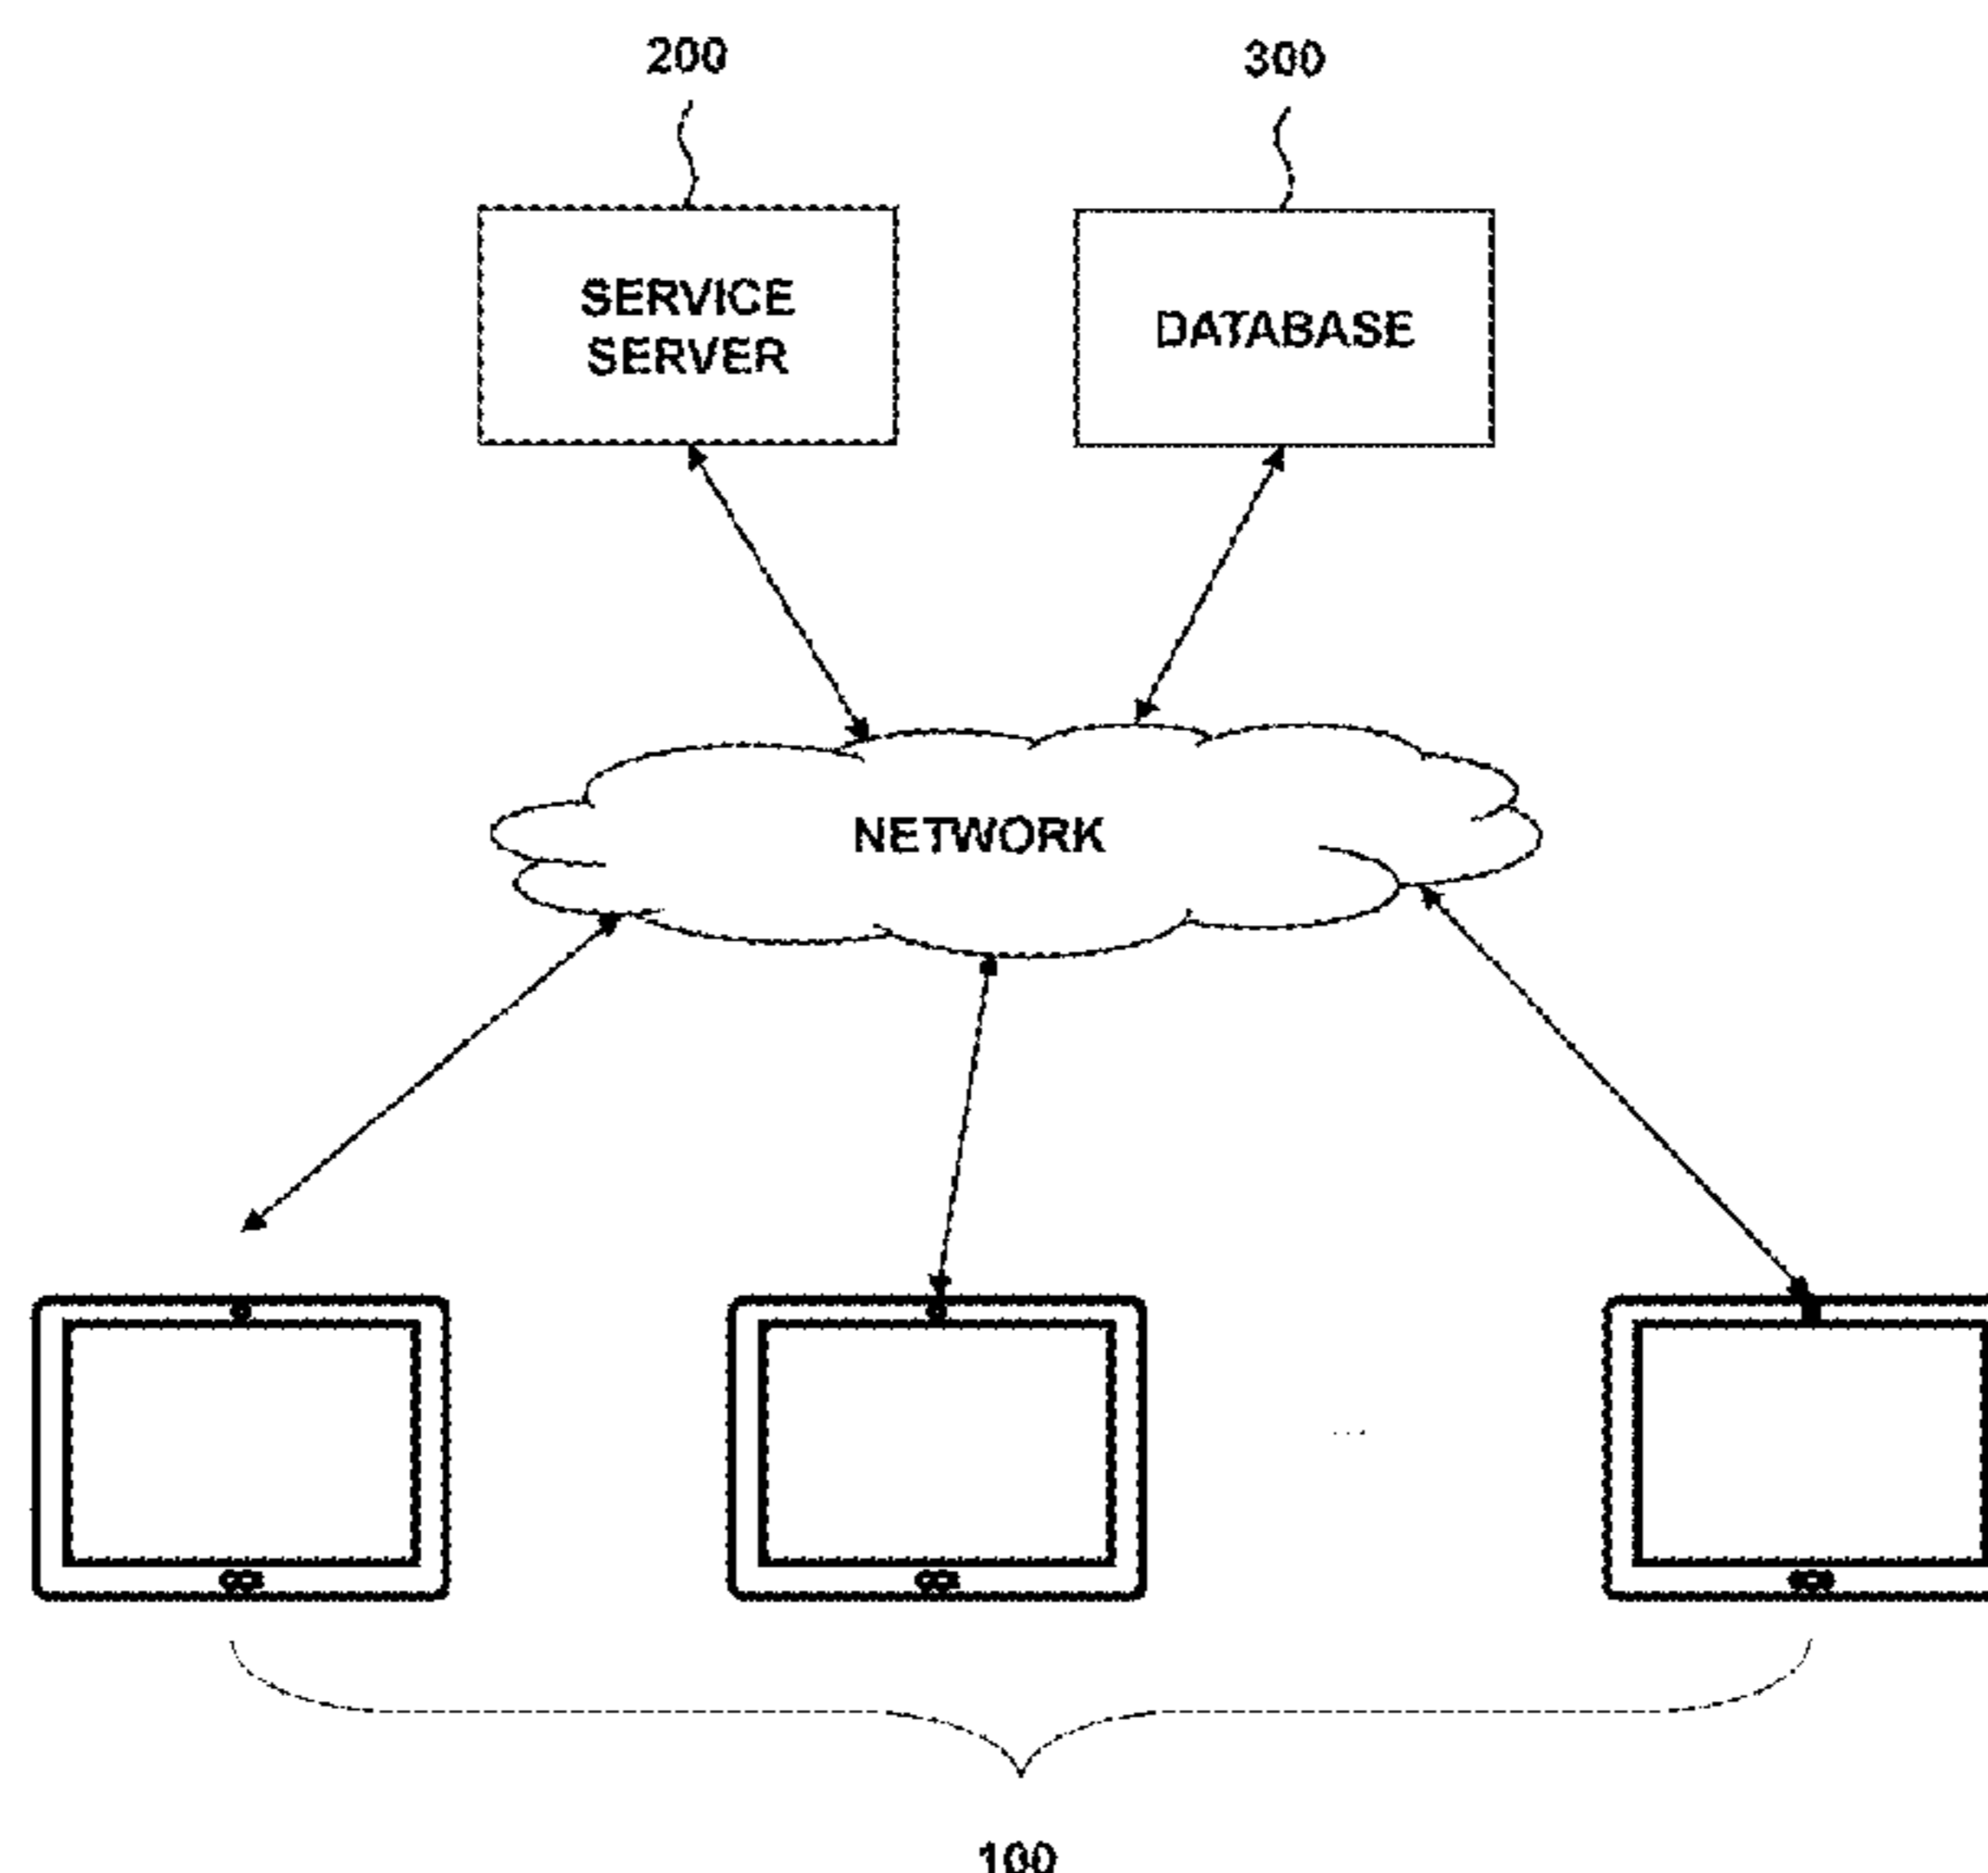 200
300
SERVICE
SERVER
DATABASE
NETWORK
...
100